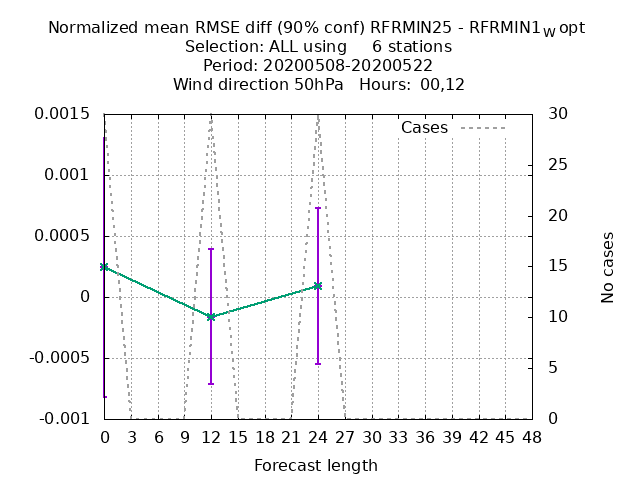 Normalized mean RMSE diff (90% conf) RFRMIN25 - RFRMIN1W opt
Selection: ALL using     6 stations
Period: 20200508-20200522
Wind direction 50hPa   Hours:  00,12
Cases
0.0015
0.001
0.0005
0
-0.0005
-0.001
30
25
20
15
10
5
0
No cases
0 3 6 9 12 15 18 21 24 27 30 33 36 39 42 45 48
Forecast length